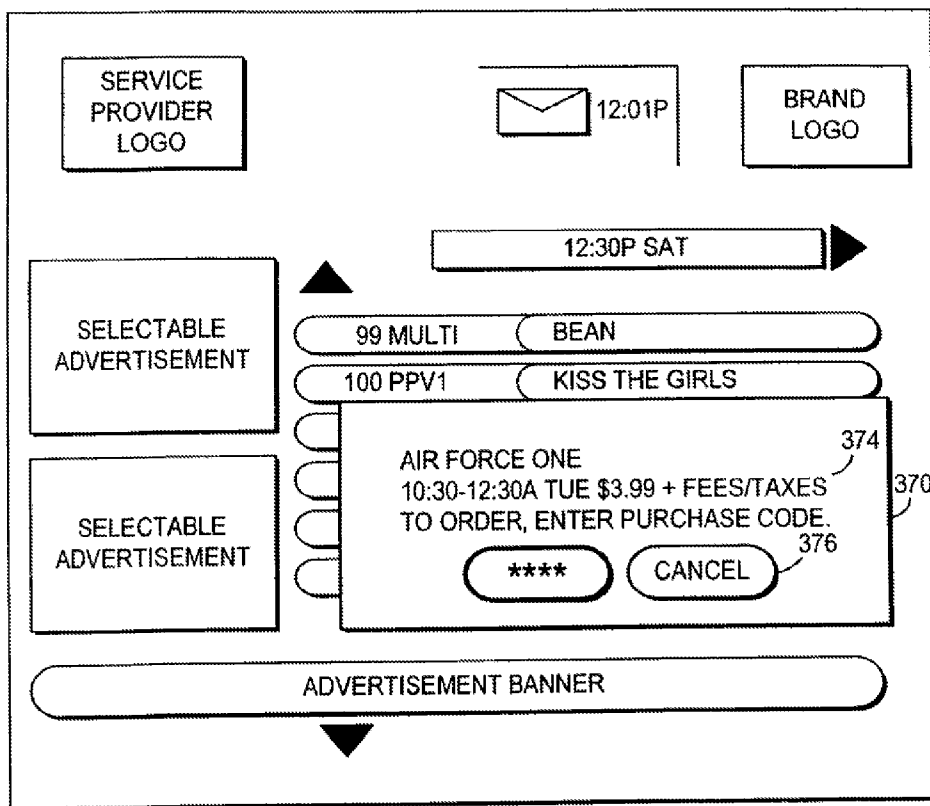 SERVICE
PROVIDER
LOGO
12:01P
BRAND
LOGO
12:30P SAT
SELECTABLE
ADVERTISEMENT
99 MULTI BEAN
100 PPV1 KISS THE GIRLS
AIR FORCE ONE
10:30-12:30A TUE $3.99 + FEES/TAXES
TO ORDER, ENTER PURCHASE CODE.
374
370
376
**** CANCEL
SELECTABLE
ADVERTISEMENT
ADVERTISEMENT BANNER